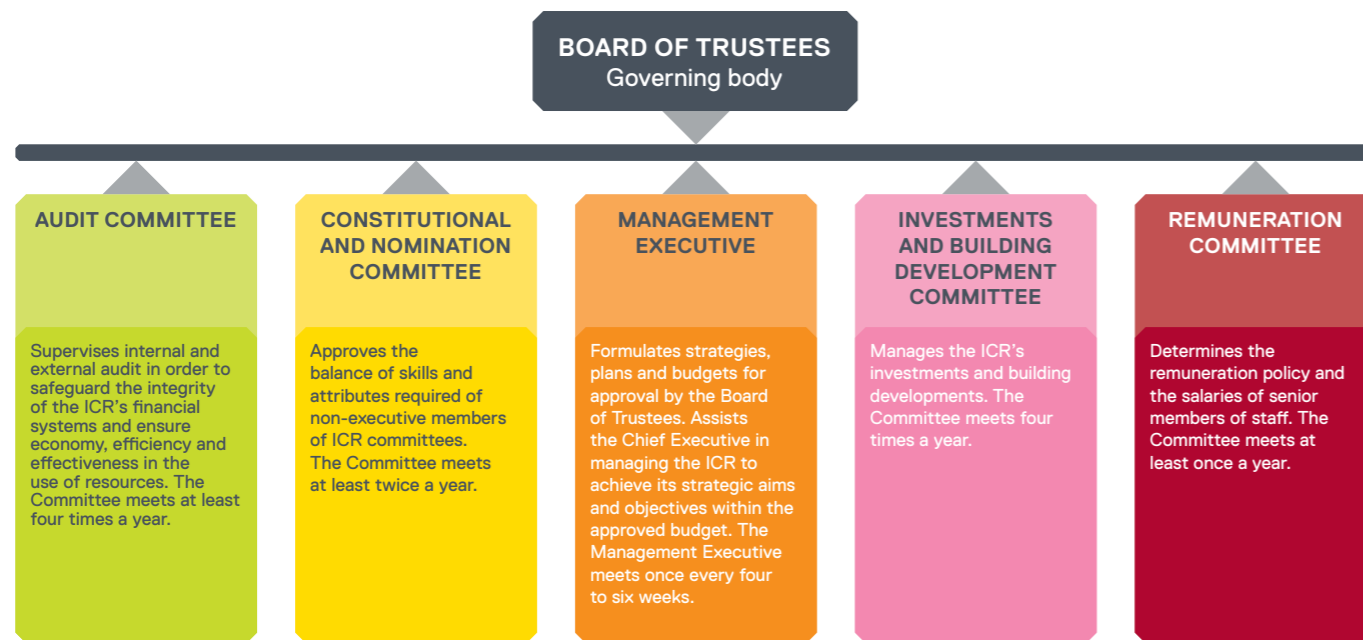 BOARD OF TRUSTEES
Governing body
AUDIT COMMITTEE
Supervises internal and
external audit in order to
safeguard the integrity
of the ICR's financial
systems and ensure
economy, efficiency and
effectiveness in the
use of resources. The
Committee meets at least
four times a year.
CONSTITUTIONAL
AND NOMINATION
COMMITTEE
Approves the
balance of skills and
attributes required of
non-executive members
of ICR committees.
The Committee meets
at least twice a year.
MANAGEMENT
EXECUTIVE
Formulates strategies,
plans and budgets for
approval by the Board
of Trustees. Assists
the Chief Executive in
managing the ICR to
achieve its strategic aims
and objectives within the
approved budget. The
Management Executive
meets once every four
to six weeks.
INVESTMENTS
AND BUILDING
DEVELOPMENT
COMMITTEE
Manages the ICR's
investments and building
developments. The
Committee meets four
times a year.
REMUNERATION
COMMITTEE
Determines the
remuneration policy and
the salaries of senior
members of staff. The
Committee meets at
least once a year.